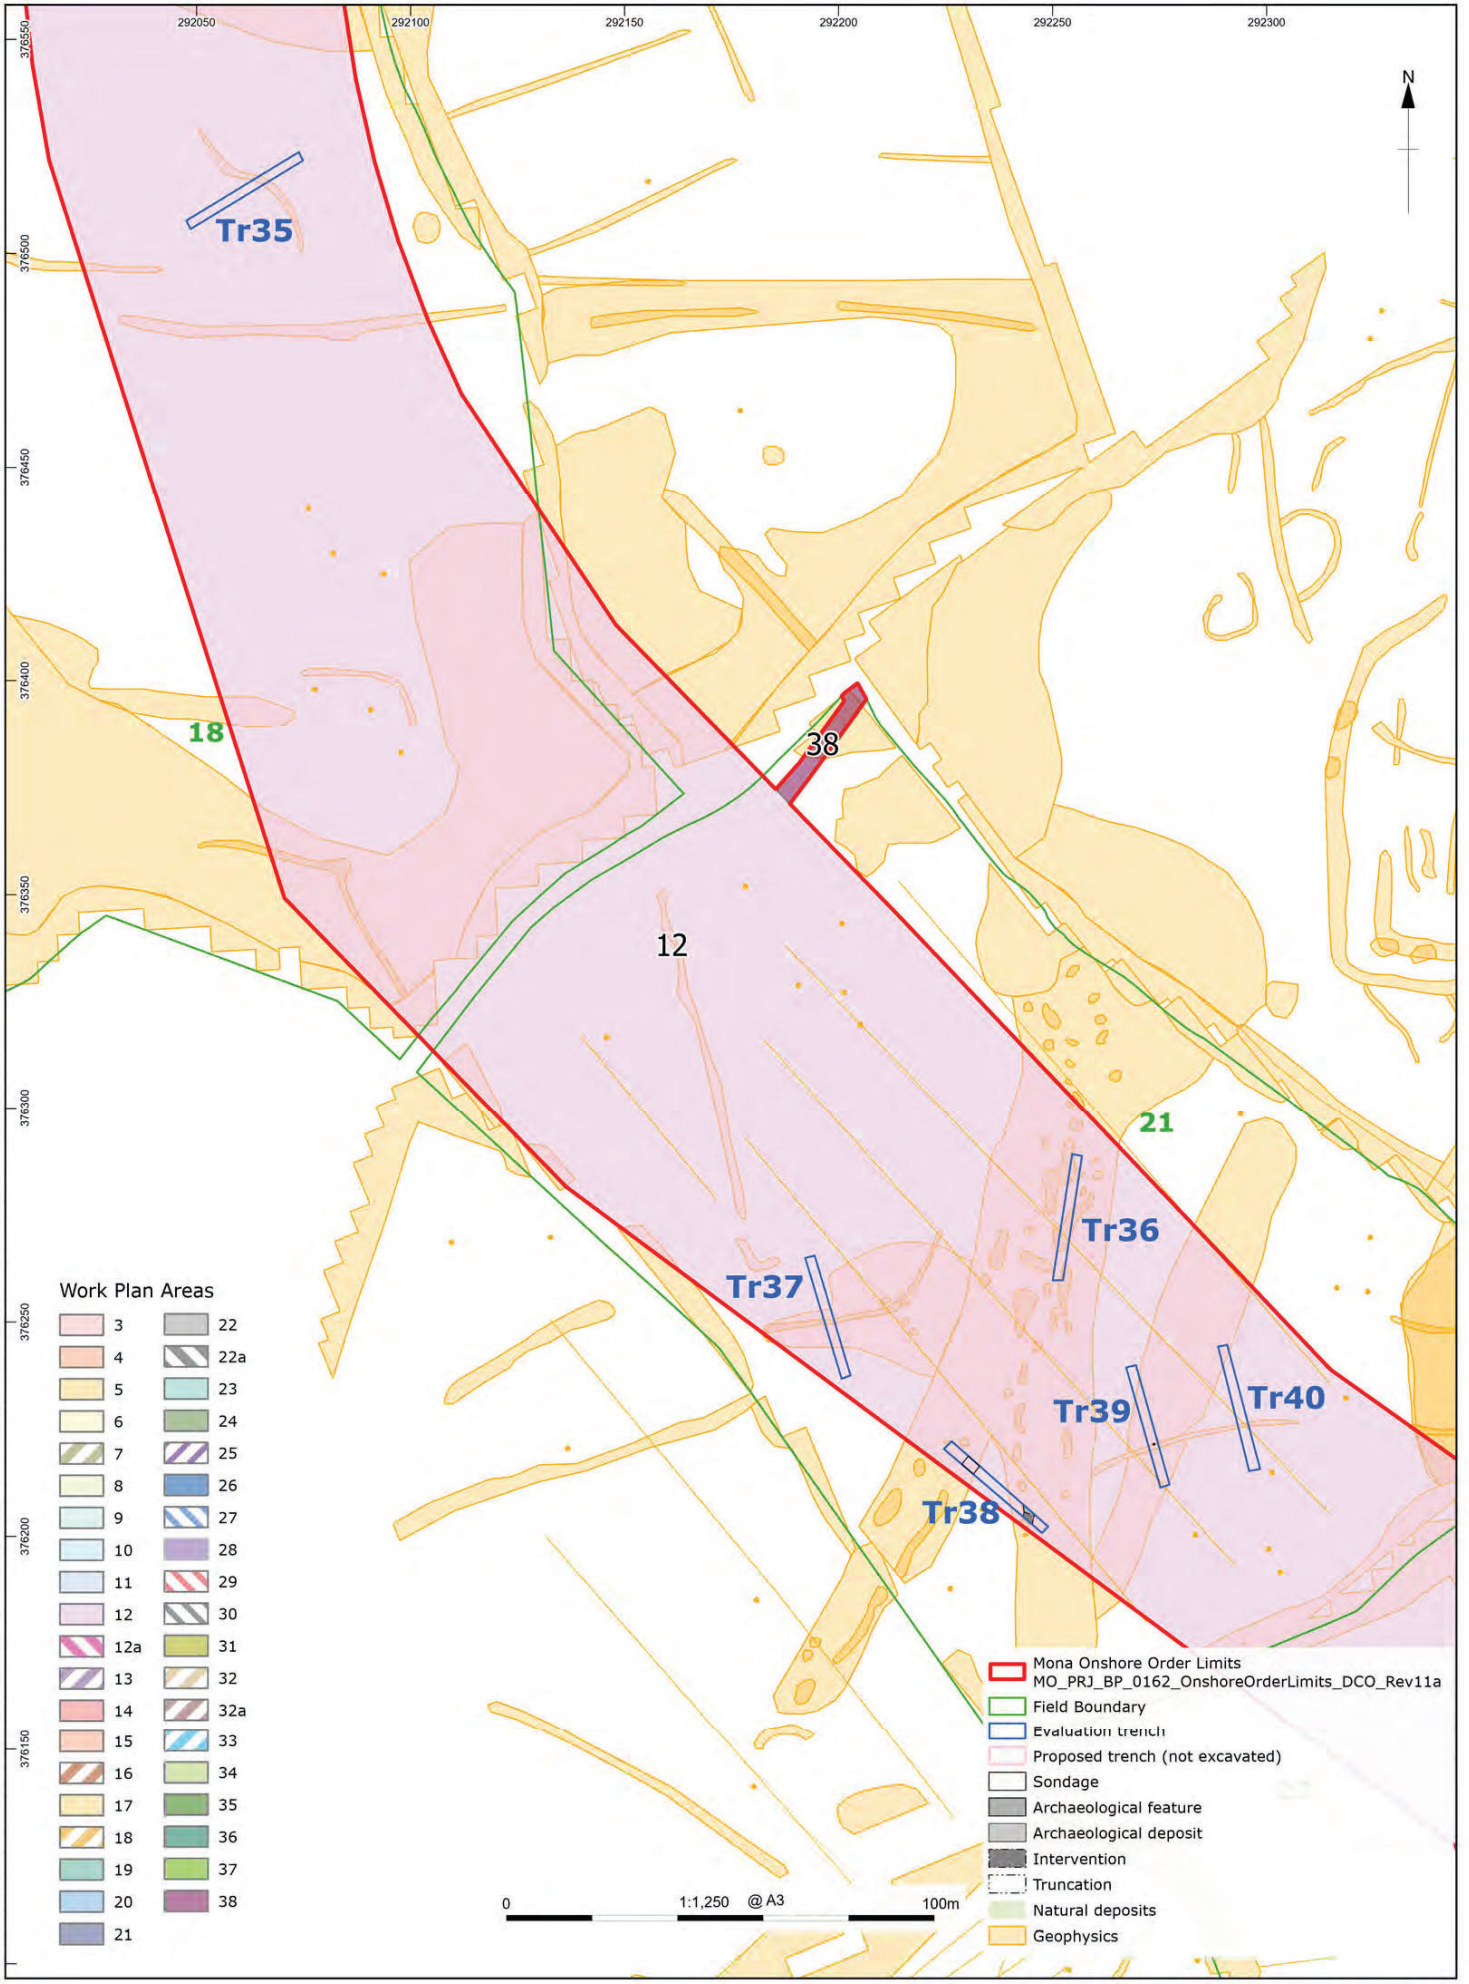 292050
292100
292150
292200
292250
292300
376550
376500
376450
376400
376350
376300
376250
376200
376150
N
Tr35
38
18
12
21
Tr36
Tr37
Tr39
Tr40
Tr38
Work Plan Areas
3
4
5
6
7
8
9
10
11
12
12a
13
14
15
16
17
18
19
20
21
22
22a
23
24
25
26
27
28
29
30
31
32
32a
33
34
35
36
37
38
Mona Onshore Order Limits
MO_PRJ_BP_0162_OnshoreOrderLimits_DCO_Rev11a
Field Boundary
Evaluation trench
Proposed trench (not excavated)
Sondage
Archaeological feature
Archaeological deposit
Intervention
Truncation
Natural deposits
Geophysics
0
1:1,250 @ A3
100m